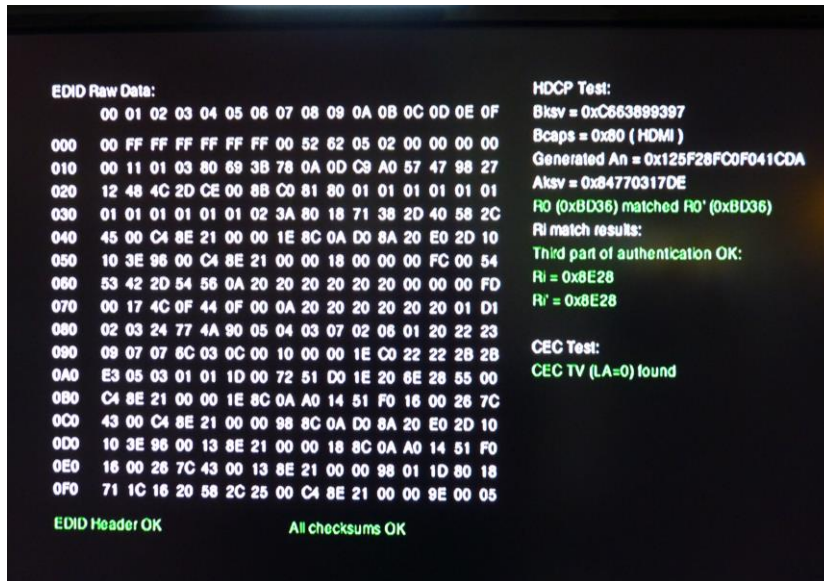 EDID Raw Data:
00 01 02 03 04 05 06 07 08 09 0A 0B 0C 0D 0E 0F
000 00 FF FF FF FF FF FF 00 52 62 05 02 00 00 00 00
010 00 11 01 03 80 69 3B 78 0A 0D C9 A0 57 47 98 27
020 12 48 4C 2D CE 00 8B C0 81 80 01 01 01 01 01 01
030 01 01 01 01 01 01 02 3A 80 18 71 38 2D 40 58 2C
040 45 00 C4 8E 21 00 00 1E 8C 0A D0 8A 20 E0 2D 10
050 10 3E 96 00 C4 8E 21 00 00 18 00 00 00 FC 00 54
060 53 42 2D 54 56 0A 20 20 20 20 20 20 00 00 00 FD
070 00 17 4C 0F 44 0F 00 0A 20 20 20 20 20 20 01 D1
080 02 03 24 77 4A 90 05 04 03 07 02 06 01 20 22 23
090 09 07 07 6C 03 0C 00 10 00 00 1E C0 22 22 2B 2B
0A0 E3 05 03 01 01 1D 00 72 51 D0 1E 20 6E 28 55 00
0B0 C4 8E 21 00 00 1E 8C 0A A0 14 51 F0 16 00 26 7C
0C0 43 00 C4 8E 21 00 00 98 8C 0A D0 8A 20 E0 2D 10
0D0 10 3E 96 00 13 8E 21 00 00 18 8C 0A A0 14 51 F0
0E0 16 00 26 7C 43 00 13 8E 21 00 00 98 01 1D 80 18
0F0 71 1C 16 20 58 2C 25 00 C4 8E 21 00 00 9E 00 05
EDID Header OK
All checksums OK
HDCP Test:
Bksv = 0xC663899397
Bcaps = 0x80 ( HDMI )
Generated An = 0x125F28FC0F041CDA
Aksv = 0x84770317DE
R0 (0xBD36) matched R0' (0xBD36)
Ri match results:
Third part of authentication OK:
Ri = 0x8E28
Ri' = 0x8E28
CEC Test:
CEC TV (LA=0) found